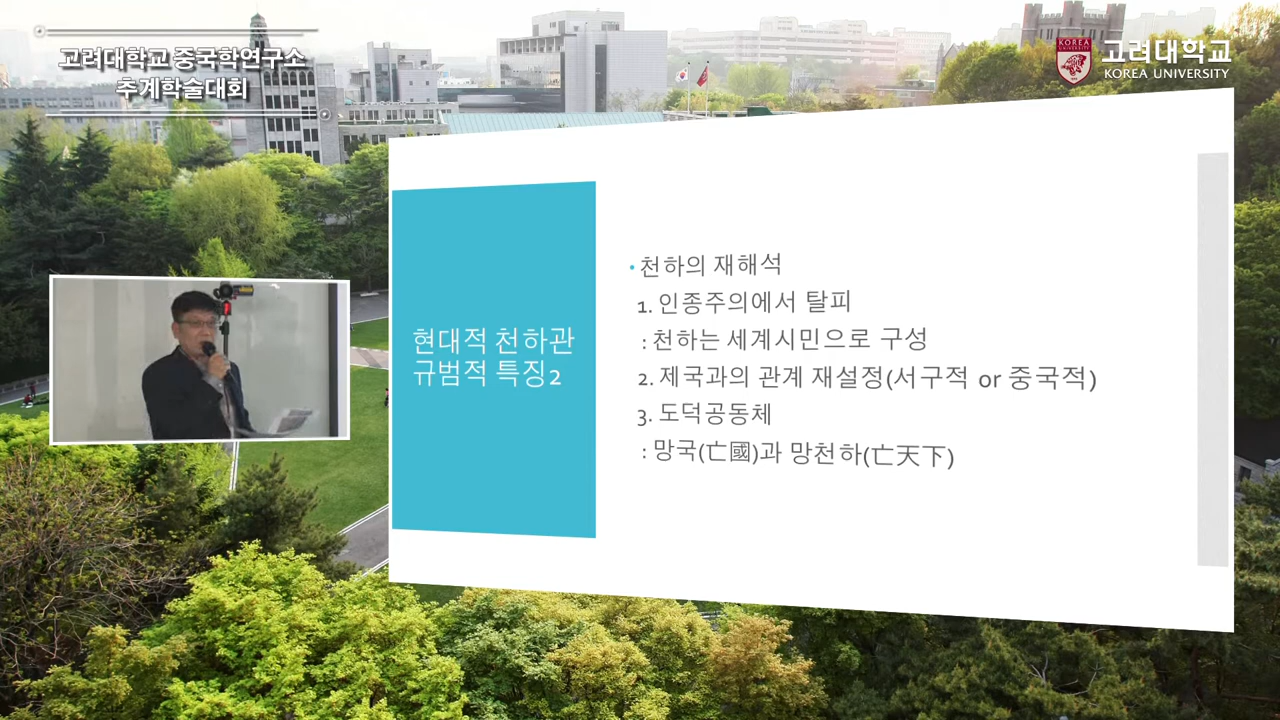 고려대학교 중국학연구소
추계학술대회
KOREA
UNIVERSITY
고려대학교
KOREA UNIVERSITY
현대적 천하관
규범적 특징2
• 천하의 재해석
1. 인종주의에서 탈피
: 천하는 세계시민으로 구성
2. 제국과의 관계 재설정(서구적 or 중국적)
3. 도덕공동체
: 망국(亡國)과 망천하(亡天下)